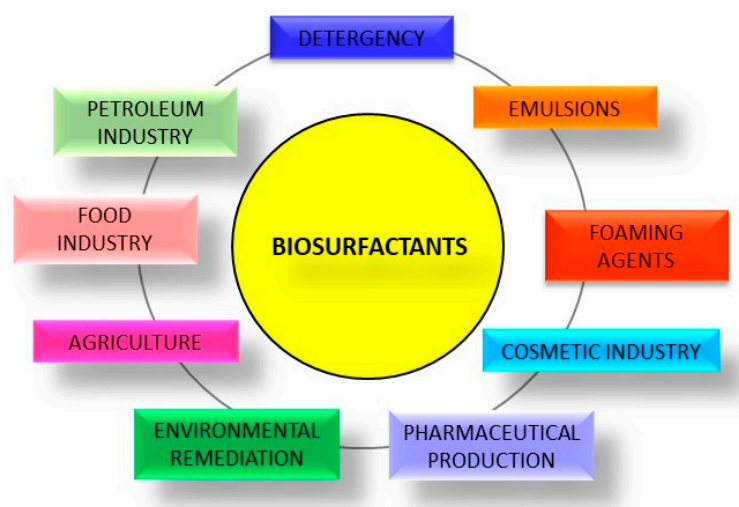 DETERGENCY
EMULSIONS
FOAMING
AGENTS
COSMETIC INDUSTRY
PHARMACEUTICAL
PRODUCTION
ENVIRONMENTAL
REMEDIATION
AGRICULTURE
FOOD
INDUSTRY
PETROLEUM
INDUSTRY
BIOSURFACTANTS